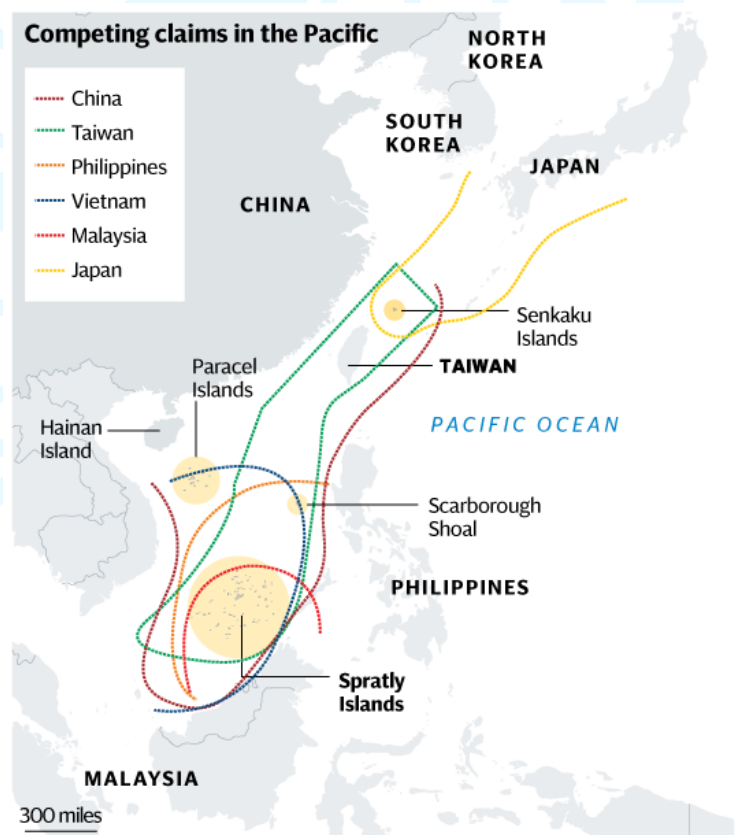 Competing claims in the Pacific
China
Taiwan
Philippines
Vietnam
Malaysia
Japan
NORTH
KOREA
SOUTH
KOREA
JAPAN
CHINA
Senkaku
Islands
TAIWAN
Paracel
Islands
Hainan
Island
PACIFIC OCEAN
Scarborough
Shoal
PHILIPPINES
Spratly
Islands
MALAYSIA
300 miles